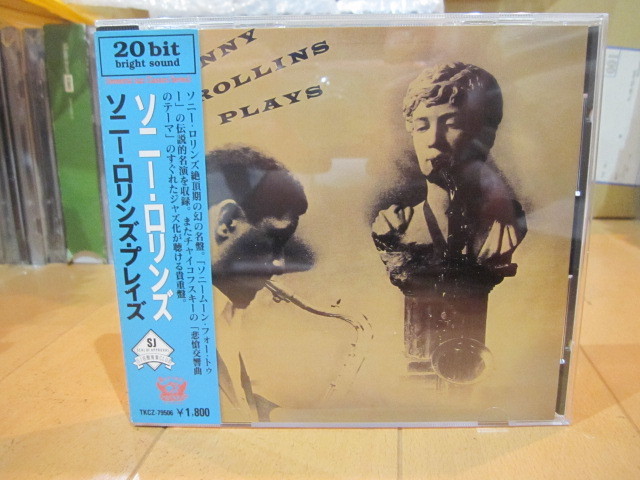 20 bit
bright sound
ソニー・ロリンズ
ソニー・ロリンズ・プレイズ
ソニー・ロリンズ絶頂期の幻の名盤。「ソニームーン・フォー・トゥ
ー」の伝説的名演を収録。またチャイコフスキーの「悲愴交響曲
のテーマ」のすぐれたジャズ化が聴ける貴重盤。
SJ
TKCZ-79506 ¥1,800
NNY
ROLLINS
PLAYS